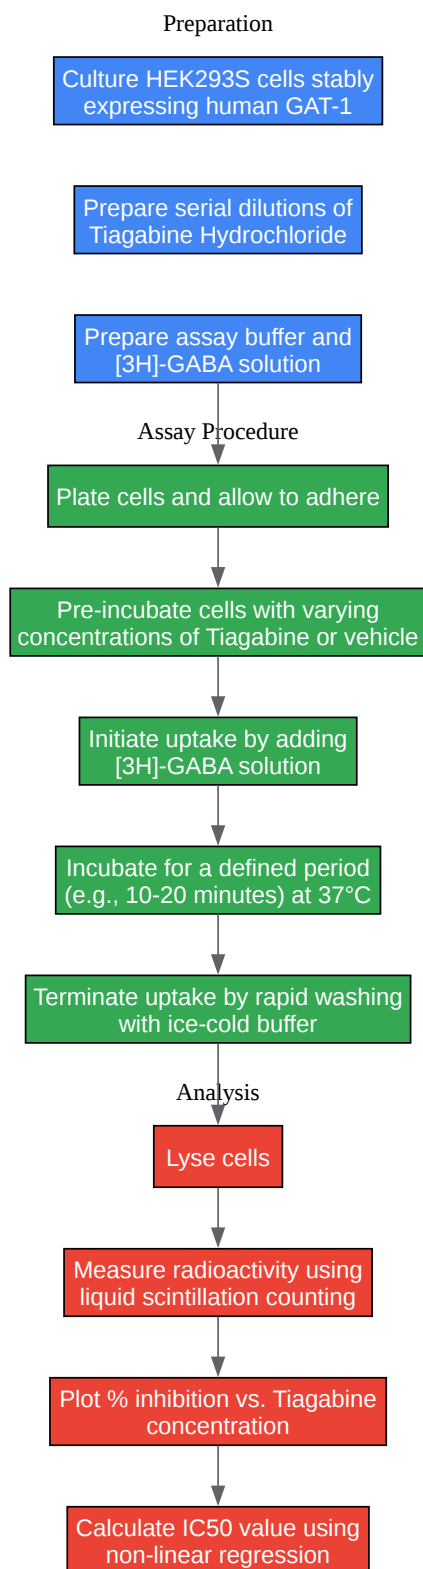 Preparation
Culture HEK293S cells stably
expressing human GAT-1
Prepare serial dilutions of
Tiagabine Hydrochloride
Prepare assay buffer and
[3H]-GABA solution
Assay Procedure
Plate cells and allow to adhere
Pre-incubate cells with varying
concentrations of Tiagabine or vehicle
Initiate uptake by adding
[3H]-GABA solution
Incubate for a defined period
(e.g., 10-20 minutes) at 37°C
Terminate uptake by rapid washing
with ice-cold buffer
Analysis
Lyse cells
Measure radioactivity using
liquid scintillation counting
Plot % inhibition vs. Tiagabine
concentration
Calculate IC50 value using
non-linear regression